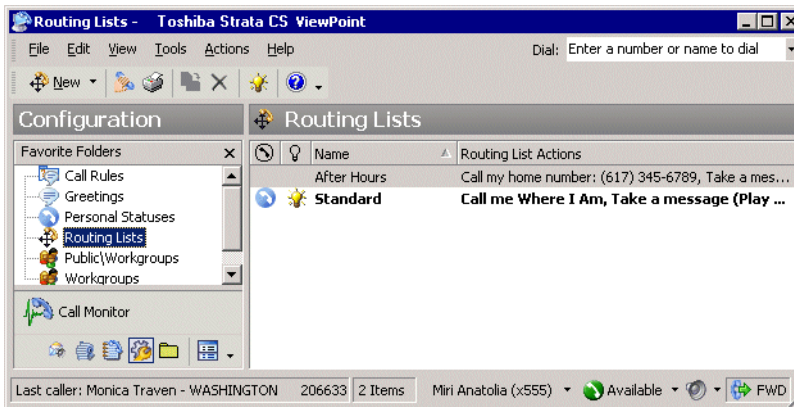 Routing Lists - Toshiba Strata CS ViewPoint
File Edit View Tools Actions Help Dial: Enter a number or name to dial
New
Configuration Routing Lists
Favorite Folders Name Routing List Actions
Call Rules After Hours Call my home number: (617) 345-6789, Take a mes...
Greetings Standard Call me Where I Am, Take a message (Play ...
Personal Statuses
Routing Lists
Public\Workgroups
Workgroups
Call Monitor
Last caller: Monica Traven - WASHINGTON 206633 2 Items Miri Anatolia (x555) Available FWD